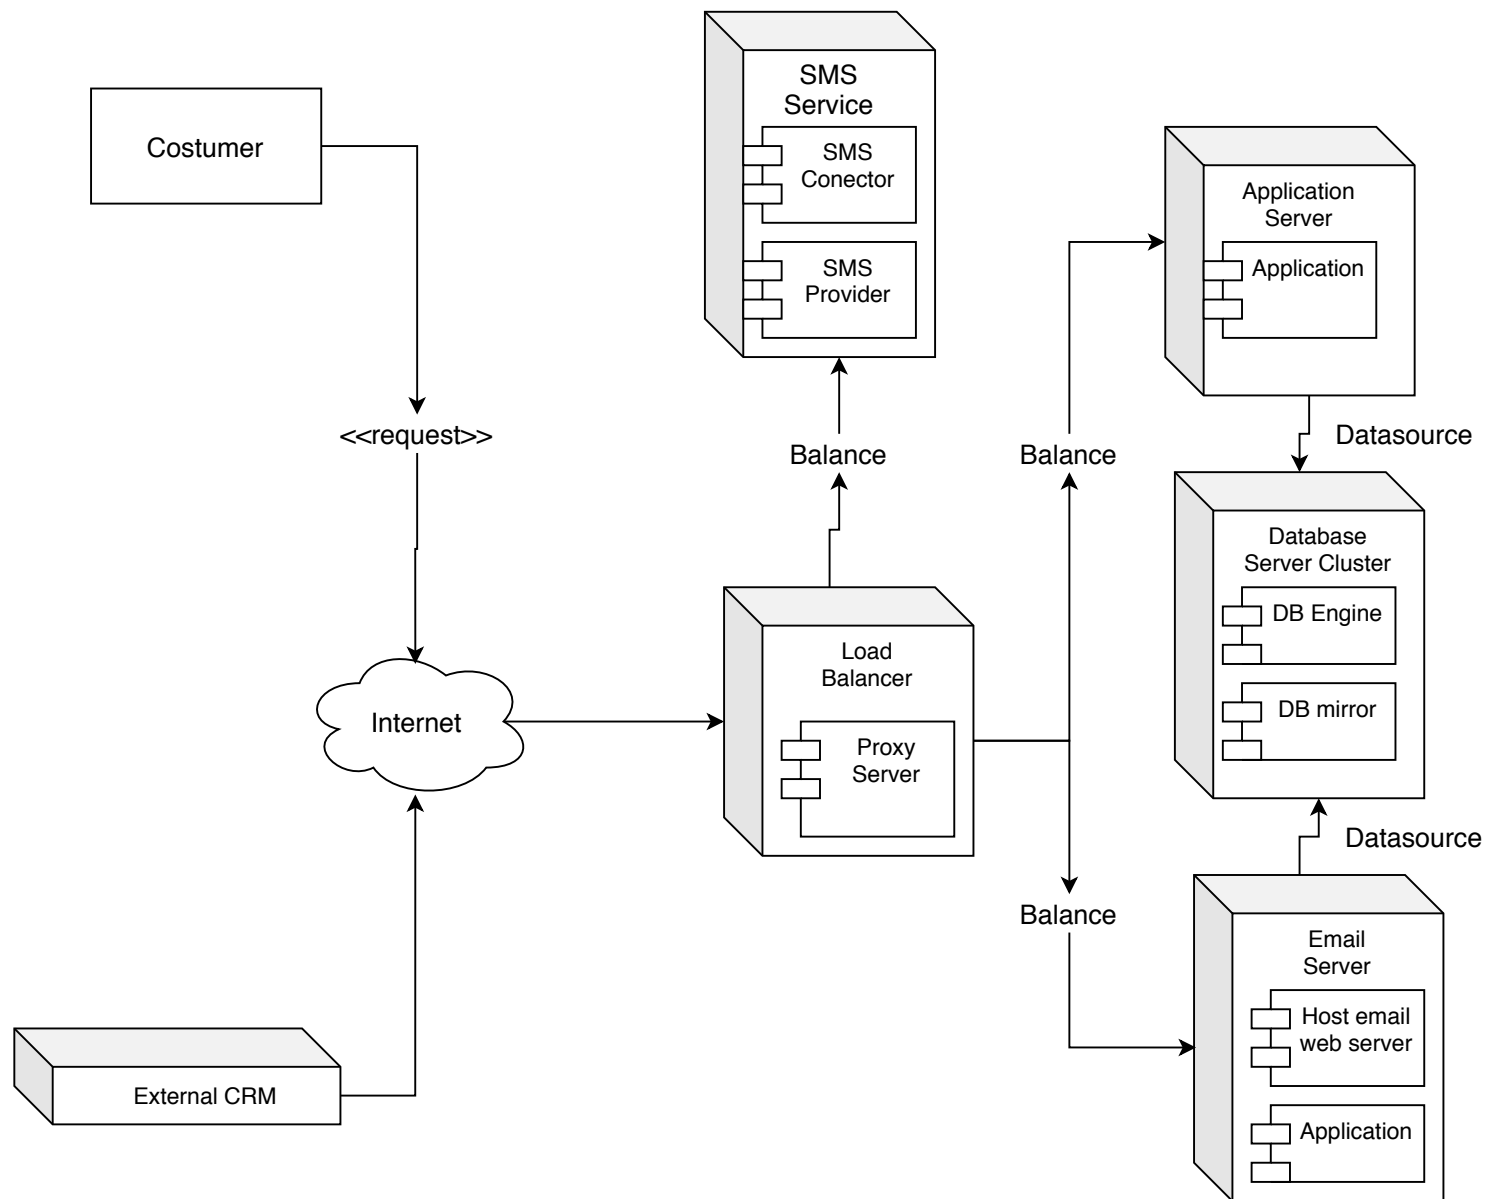 SMS
Service
SMS
Conector
SMS
Provider
Costumer
Application
Server
Application
<<request>>
Balance
Balance
Datasource
Database
Server Cluster
DB Engine
DB mirror
Internet
Load
Balancer
Proxy
Server
Datasource
Balance
Email
Server
Host email
web server
Application
External CRM